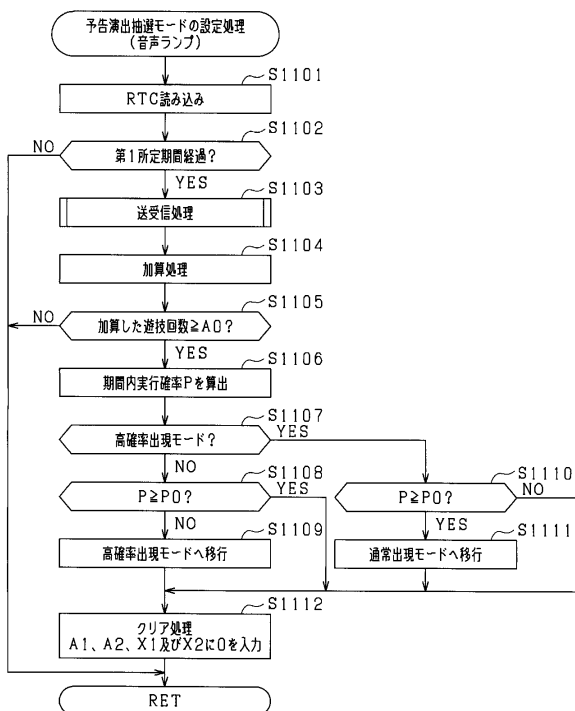 予告演出抽選モードの設定処理
(音声ランプ)
S1101
RTC読み込み
S1102
NO
第1所定期間経過?
YES
S1103
送受信処理
S1104
加算処理
S1105
NO
加算した遊技回数≧A0?
YES
S1106
期間内実行確率Pを算出
S1107
高確率出現モード?
YES
NO
S1108
P≧P0?
YES
S1110
P≧P0?
NO
NO
S1109
高確率出現モードへ移行
YES
S1111
通常出現モードへ移行
S1112
クリア処理
A1、A2、X1及びX2に0を入力
RET